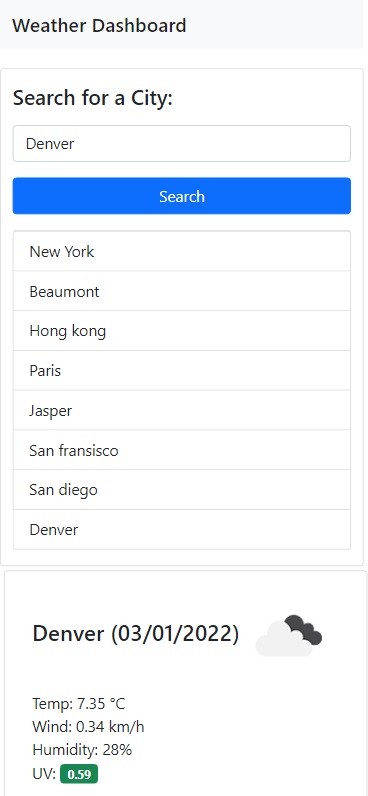 Weather Dashboard
Search for a City:
Denver
Search
New York
Beaumont
Hong kong
Paris
Jasper
San fransisco
San diego
Denver
Denver (03/01/2022)
Temp: 7.35 °C
Wind: 0.34 km/h
Humidity: 28%
UV: 0.59